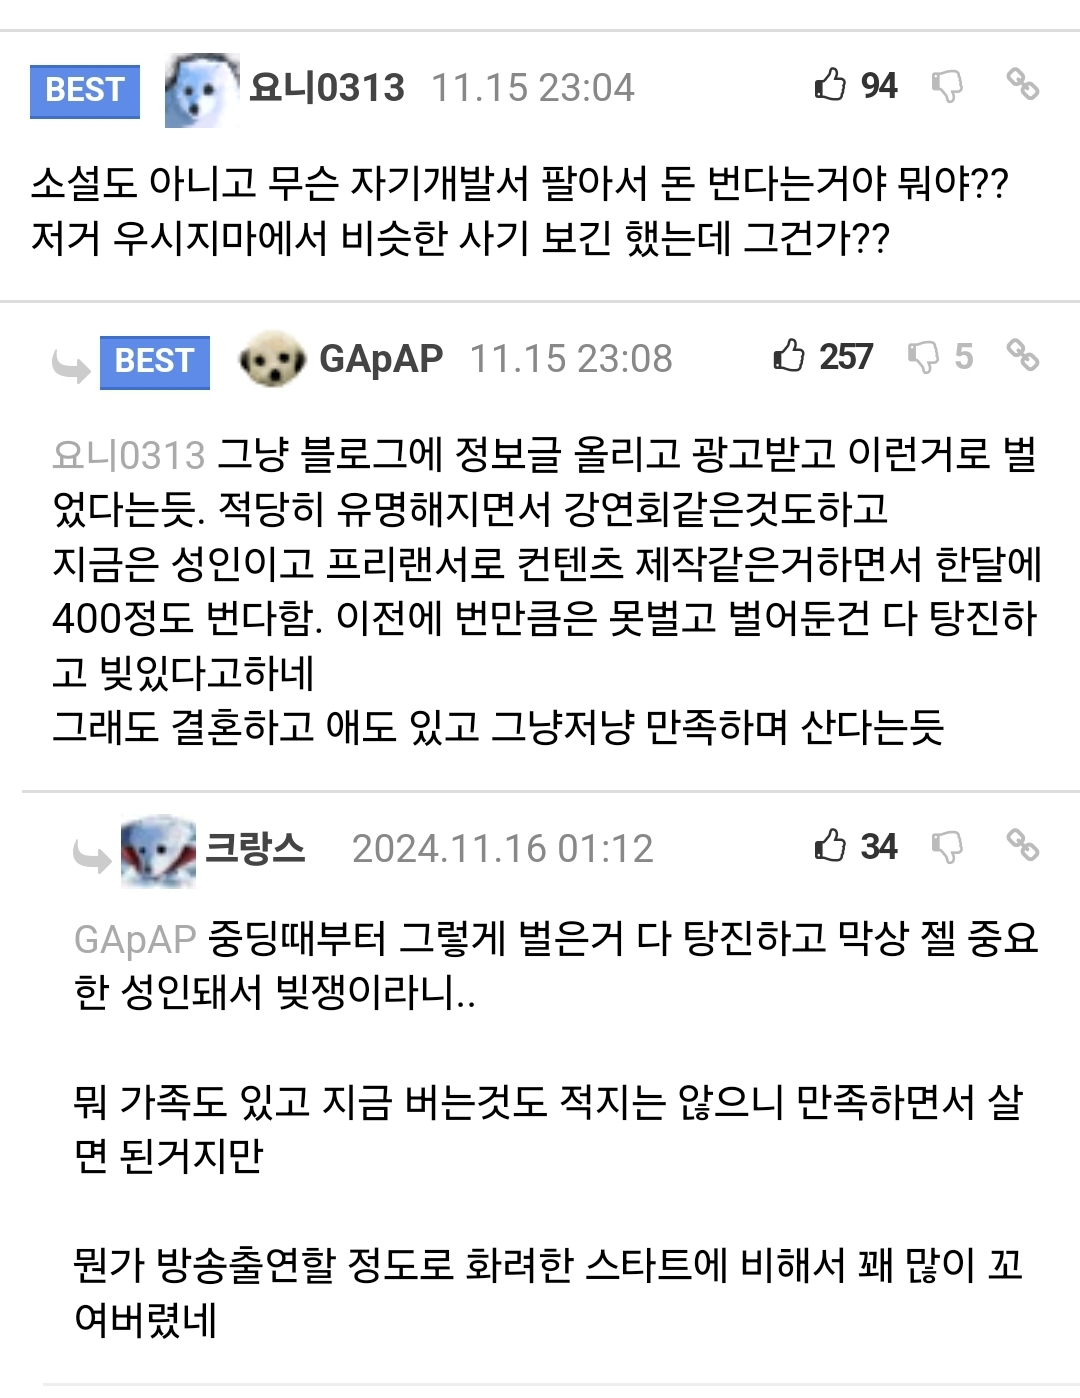 BEST 요니0313 11.15 23:04 94
소설도 아니고 무슨 자기개발서 팔아서 돈 번다는거야 뭐야??
저거 우시지마에서 비슷한 사기 보긴 했는데 그건가??
BEST GApAP 11.15 23:08 257 5
요니0313 그냥 블로그에 정보글 올리고 광고받고 이런거로 벌
었다는듯. 적당히 유명해지면서 강연회같은것도하고
지금은 성인이고 프리랜서로 컨텐츠 제작같은거하면서 한달에
400정도 번다함. 이전에 번만큼은 못벌고 벌어둔건 다 탕진하
고 빚있다고하네
그래도 결혼하고 애도 있고 그냥저냥 만족하며 산다는듯
크랑스 2024.11.16 01:12 34
GApAP 중딩때부터 그렇게 벌은거 다 탕진하고 막상 젤 중요
한 성인돼서 빚쟁이라니..
뭐 가족도 있고 지금 버는것도 적지는 않으니 만족하면서 살
면 된거지만
뭔가 방송출연할 정도로 화려한 스타트에 비해서 꽤 많이 꼬
여버렸네